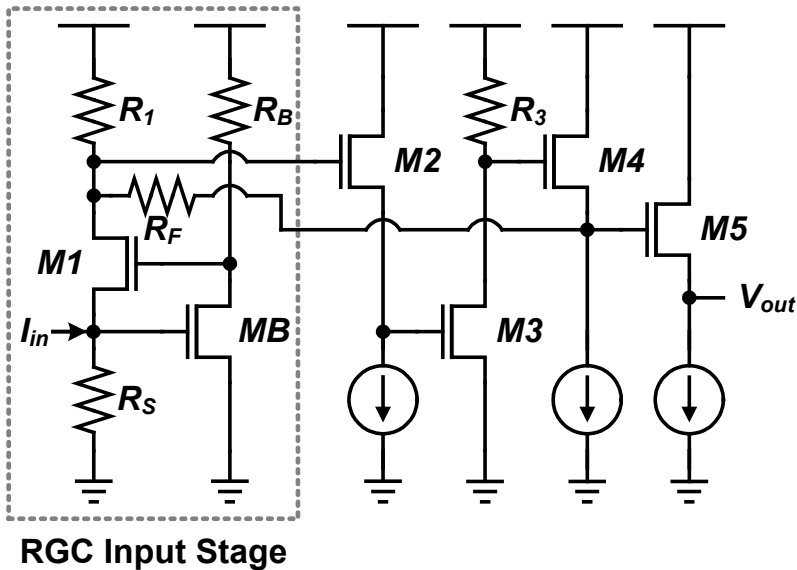 R1
RB
R3
M2
M4
RF
M5
M1
Iin
MB
M3
Vout
RS
RGC Input Stage